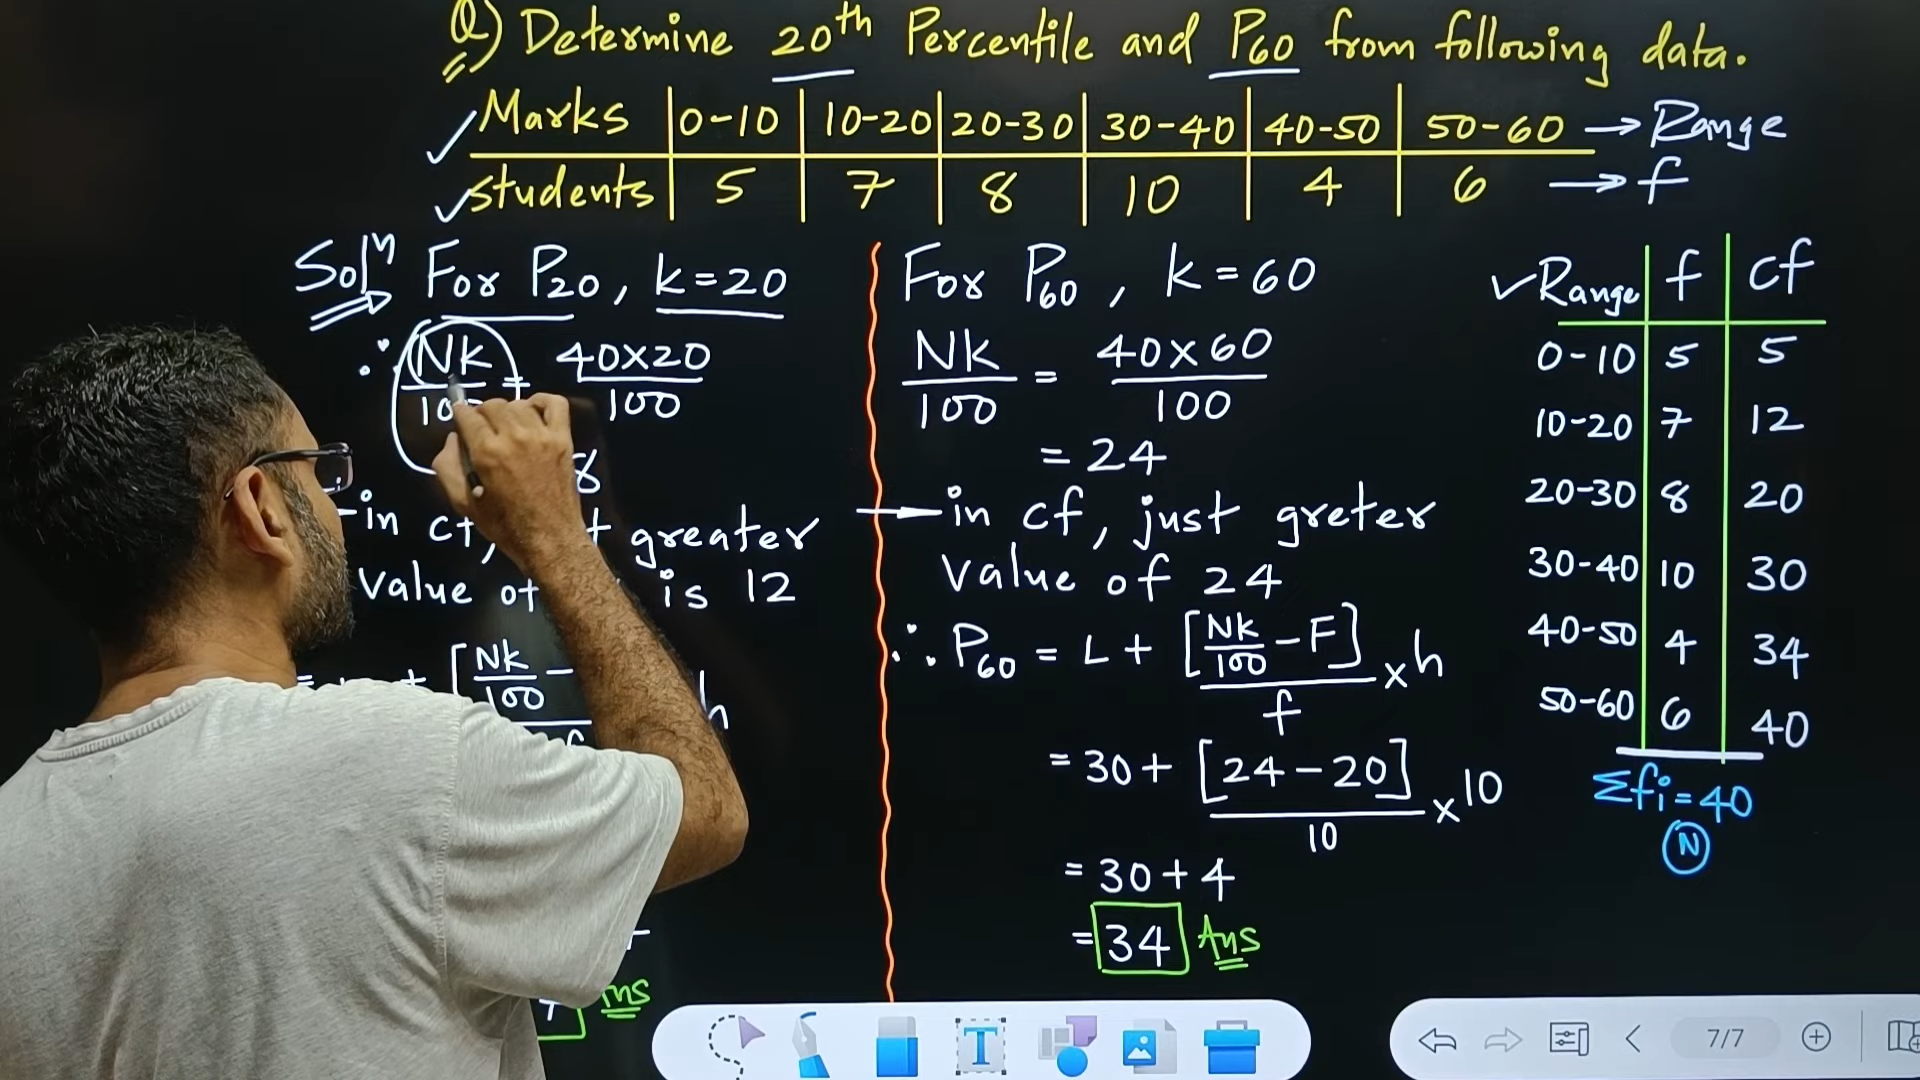 Q) Determine 20th Percentile and P60 from following data.
Marks | 0-10 | 10-20 | 20-30 | 30-40 | 40-50 | 50-60 → Range
students | 5 | 7 | 8 | 10 | 4 | 6 → f
Solⁿ For P20, k=20
∴ Nk/100 = 40×20/100
8
in cf, greater
value of is 12
[Nk/100 −
h
Ans
For P60, k=60
Nk/100 = 40×60/100
= 24
→ in cf, just greter
value of 24
∴ P60 = L + [Nk/100 − F]/f × h
= 30 + [24 − 20]/10 × 10
= 30 + 4
= 34 Ans
✓Range | f | cf
0-10 | 5 | 5
10-20 | 7 | 12
20-30 | 8 | 20
30-40 | 10 | 30
40-50 | 4 | 34
50-60 | 6 | 40
Σfi = 40
N
T
7/7